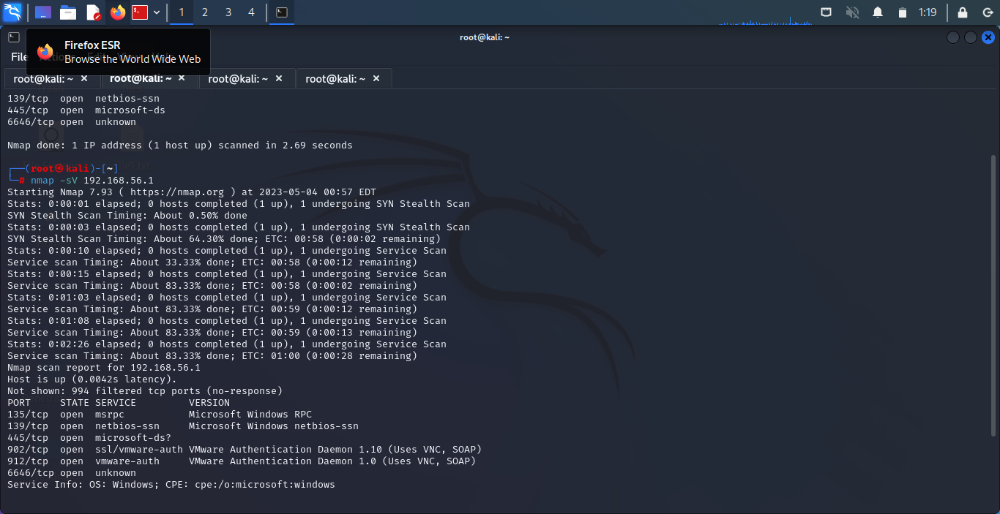 1 2 3 4 1:19
root@kali: ~
Firefox ESR
Browse the World Wide Web
File Actions Edit
root@kali: ~ × root@kali: ~ × root@kali: ~ × root@kali: ~ ×
139/tcp open netbios-ssn
445/tcp open microsoft-ds
6646/tcp open unknown
Nmap done: 1 IP address (1 host up) scanned in 2.69 seconds
┌──(root㉿kali)-[~]
└─# nmap -sV 192.168.56.1
Starting Nmap 7.93 ( https://nmap.org ) at 2023-05-04 00:57 EDT
Stats: 0:00:01 elapsed; 0 hosts completed (1 up), 1 undergoing SYN Stealth Scan
SYN Stealth Scan Timing: About 0.50% done
Stats: 0:00:03 elapsed; 0 hosts completed (1 up), 1 undergoing SYN Stealth Scan
SYN Stealth Scan Timing: About 64.30% done; ETC: 00:58 (0:00:02 remaining)
Stats: 0:00:10 elapsed; 0 hosts completed (1 up), 1 undergoing Service Scan
Service scan Timing: About 33.33% done; ETC: 00:58 (0:00:12 remaining)
Stats: 0:00:15 elapsed; 0 hosts completed (1 up), 1 undergoing Service Scan
Service scan Timing: About 83.33% done; ETC: 00:58 (0:00:02 remaining)
Stats: 0:01:03 elapsed; 0 hosts completed (1 up), 1 undergoing Service Scan
Service scan Timing: About 83.33% done; ETC: 00:59 (0:00:12 remaining)
Stats: 0:01:08 elapsed; 0 hosts completed (1 up), 1 undergoing Service Scan
Service scan Timing: About 83.33% done; ETC: 00:59 (0:00:13 remaining)
Stats: 0:02:26 elapsed; 0 hosts completed (1 up), 1 undergoing Service Scan
Service scan Timing: About 83.33% done; ETC: 01:00 (0:00:28 remaining)
Nmap scan report for 192.168.56.1
Host is up (0.0042s latency).
Not shown: 994 filtered tcp ports (no-response)
PORT STATE SERVICE VERSION
135/tcp open msrpc Microsoft Windows RPC
139/tcp open netbios-ssn Microsoft Windows netbios-ssn
445/tcp open microsoft-ds?
902/tcp open ssl/vmware-auth VMware Authentication Daemon 1.10 (Uses VNC, SOAP)
912/tcp open vmware-auth VMware Authentication Daemon 1.0 (Uses VNC, SOAP)
6646/tcp open unknown
Service Info: OS: Windows; CPE: cpe:/o:microsoft:windows